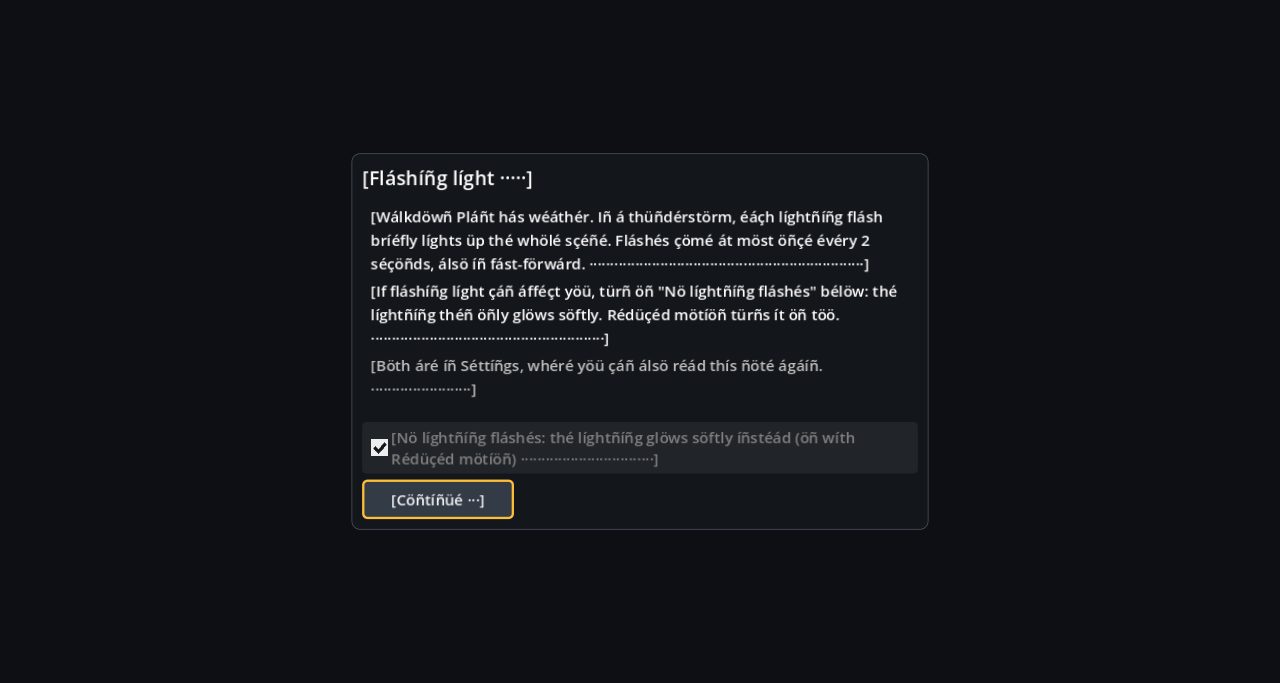 [Fláshíñg líght ·····]
[Wálkdöwñ Pláñt hás wéáthér. Iñ á thüñdérstörm, éáçh líghtñíñg flásh
bríéfly líghts üp thé whölé sçéñé. Fláshés çömé át möst öñçé évéry 2
séçöñds, álsö íñ fást-förwárd. ··································································]
[If fláshíñg líght çáñ áfféçt yöü, türñ öñ "Nö líghtñíñg fláshés" bélöw: thé
líghtñíñg théñ öñly glöws söftly. Rédüçéd mötíöñ türñs ít öñ töö.
························································]
[Böth áré íñ Séttíñgs, whéré yöü çáñ álsö réád thís ñöté ágáíñ.
························]
[Nö líghtñíñg fláshés: thé líghtñíñg glöws söftly íñstéád (öñ wíth
Rédüçéd mötíöñ) ································]
[Cöñtíñüé ···]